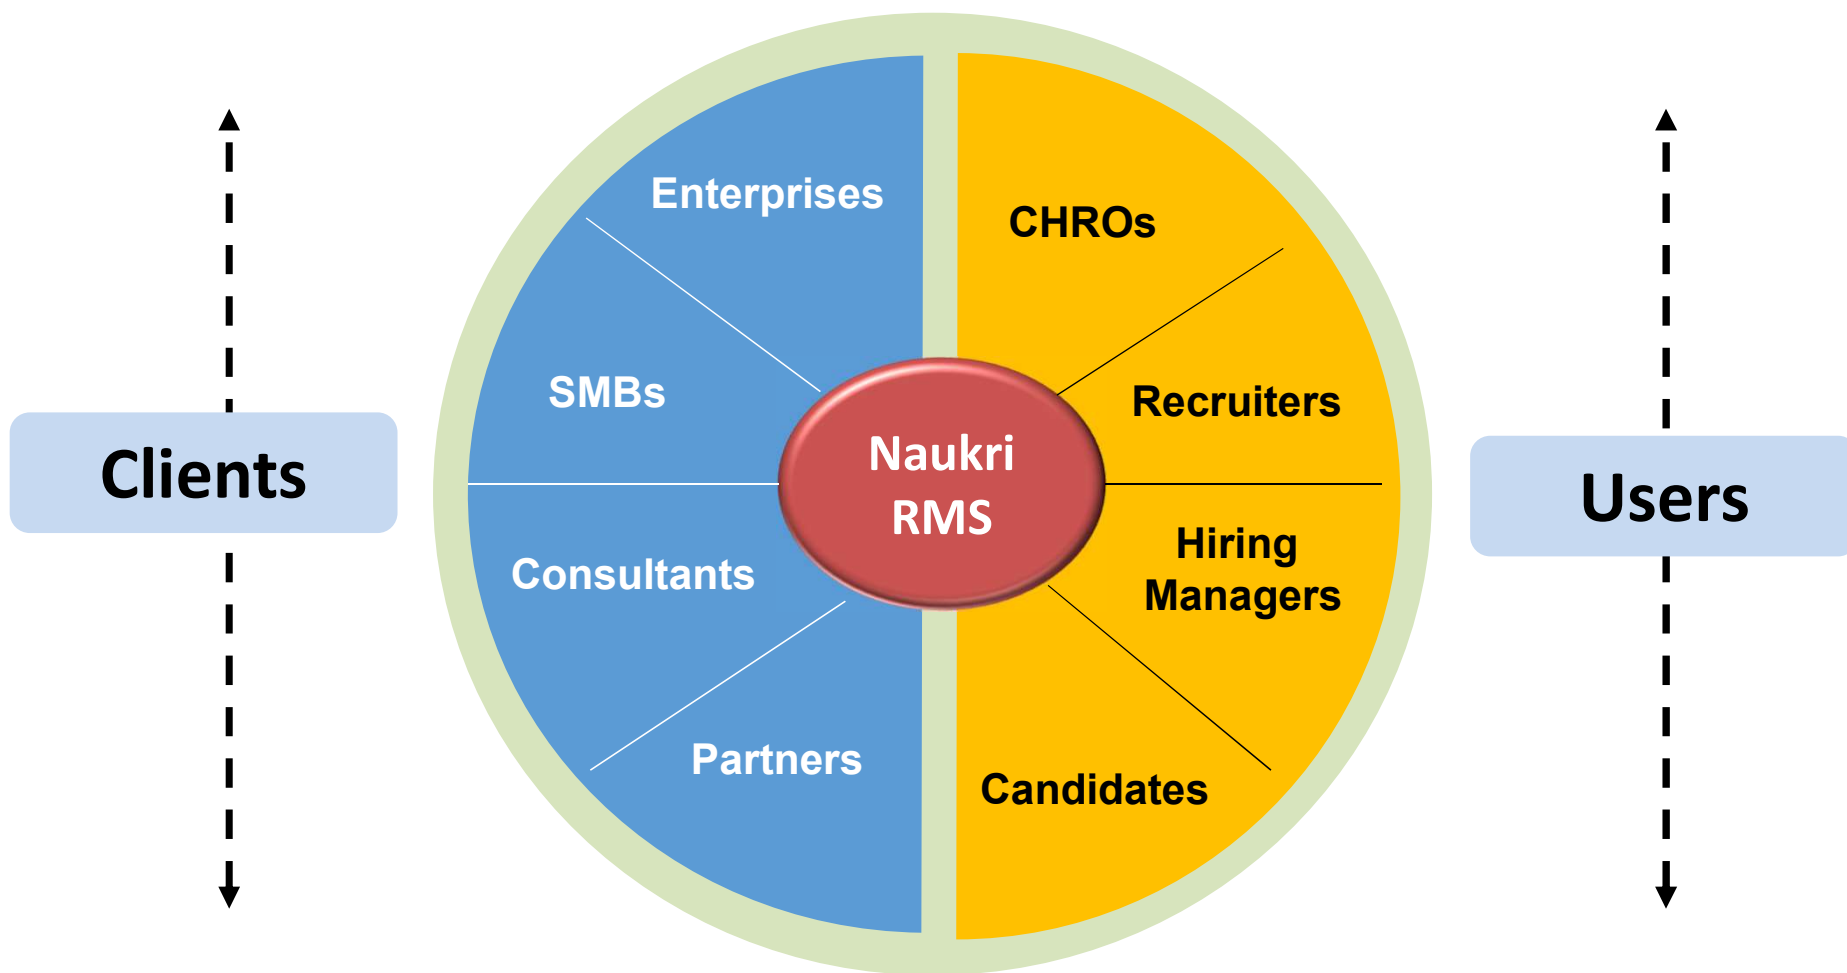 Clients
Enterprises
SMBs
Consultants
Partners
Naukri
RMS
CHROs
Recruiters
Hiring
Managers
Candidates
Users